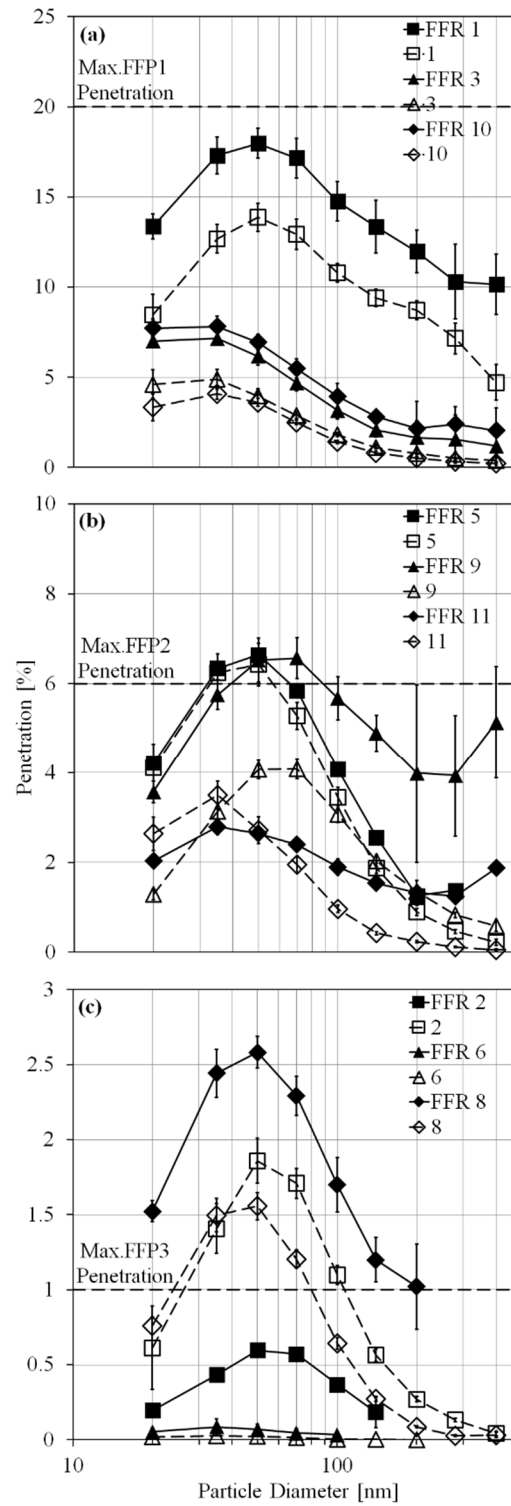 25
(a)
FFR 1
1
FFR 3
3
FFR 10
10
Max.FFP1
Penetration
20
15
10
5
0
10
(b)
FFR 5
5
FFR 9
9
FFR 11
11
8
Max.FFP2
Penetration
6
4
2
0
Penetration [%]
3
(c)
FFR 2
2
FFR 6
6
FFR 8
8
2.5
2
1.5
Max.FFP3
Penetration
1
0.5
0
10
100
Particle Diameter [nm]